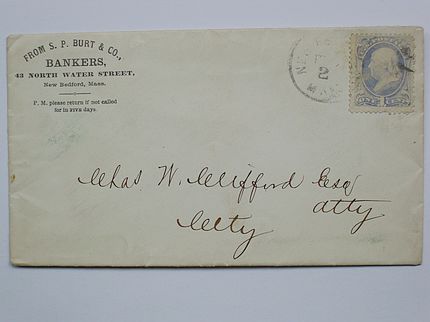 FROM S. P. BURT & CO.,
BANKERS,
43 NORTH WATER STREET,
New Bedford, Mass.
P. M. please return if not called
for in FIVE days.
Chas. W. Clifford Esq
atty
City